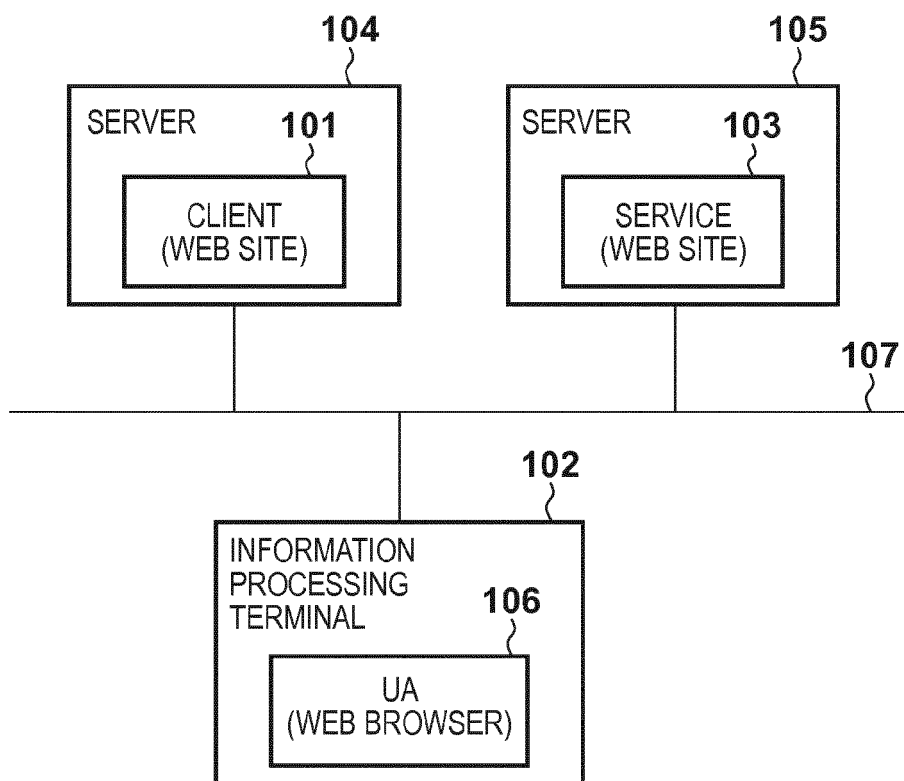 104
105
SERVER
101
SERVER
103
CLIENT
(WEB SITE)
SERVICE
(WEB SITE)
107
102
INFORMATION
PROCESSING
TERMINAL
106
UA
(WEB BROWSER)